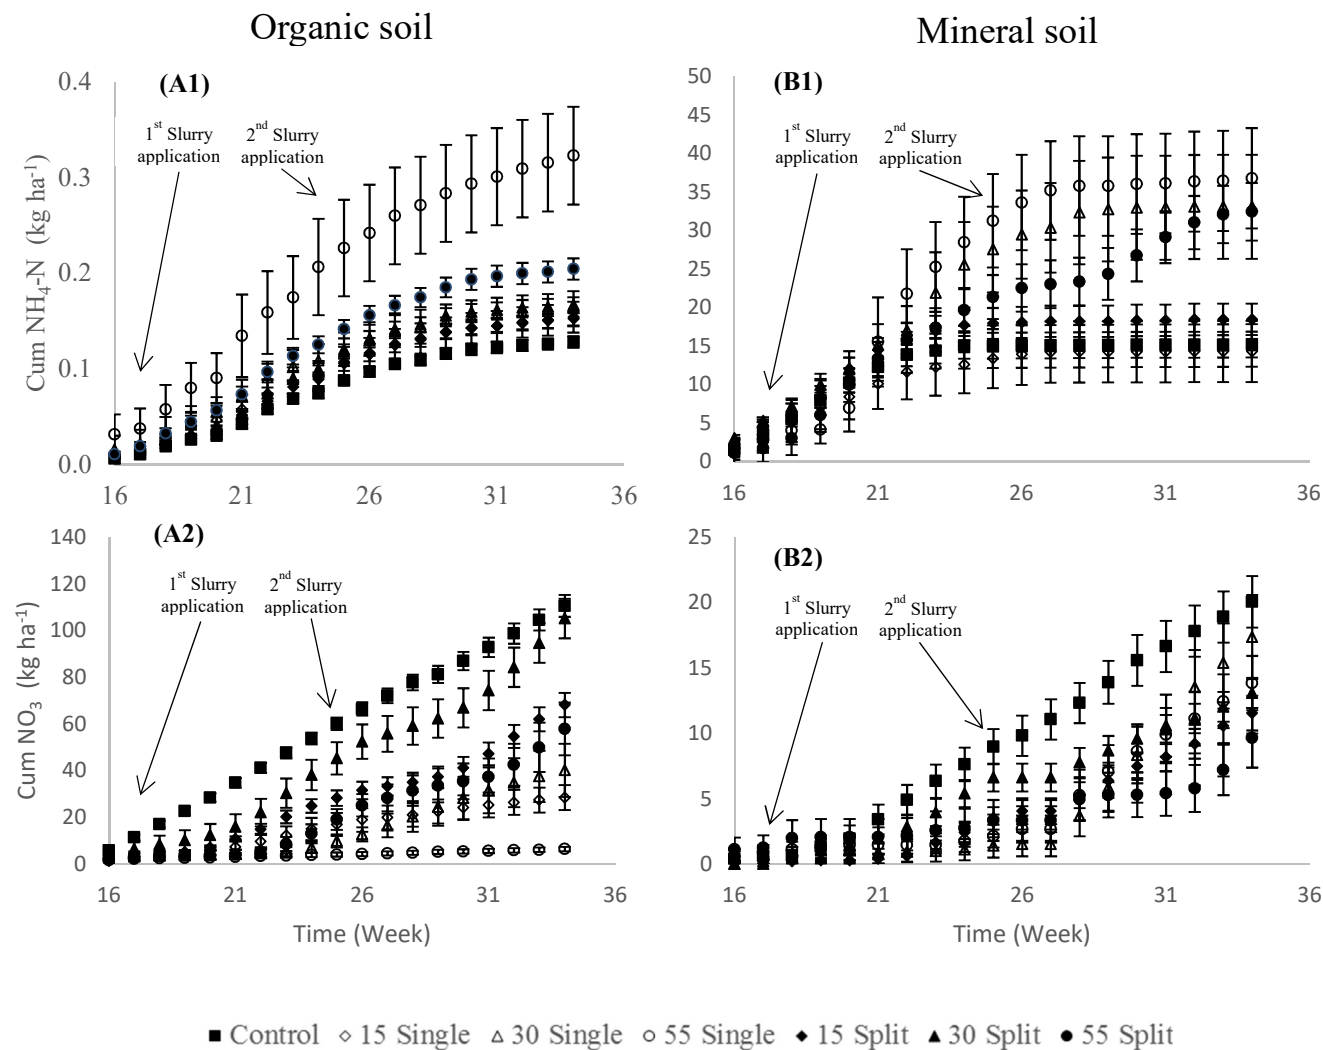 Organic soil
Mineral soil
(A1)
1st Slurry
application
2nd Slurry
application
Cum NH4-N (kg ha-1)
0.4
0.3
0.2
0.1
0.0
16 21 26 31 36
(B1)
1st Slurry
application
2nd Slurry
application
50
45
40
35
30
25
20
15
10
5
0
16 21 26 31 36
(A2)
1st Slurry
application
2nd Slurry
application
Cum NO3 (kg ha-1)
140
120
100
80
60
40
20
0
16 21 26 31 36
Time (Week)
(B2)
1st Slurry
application
2nd Slurry
application
25
20
15
10
5
0
16 21 26 31 36
Time (Week)
Control 15 Single 30 Single 55 Single 15 Split 30 Split 55 Split